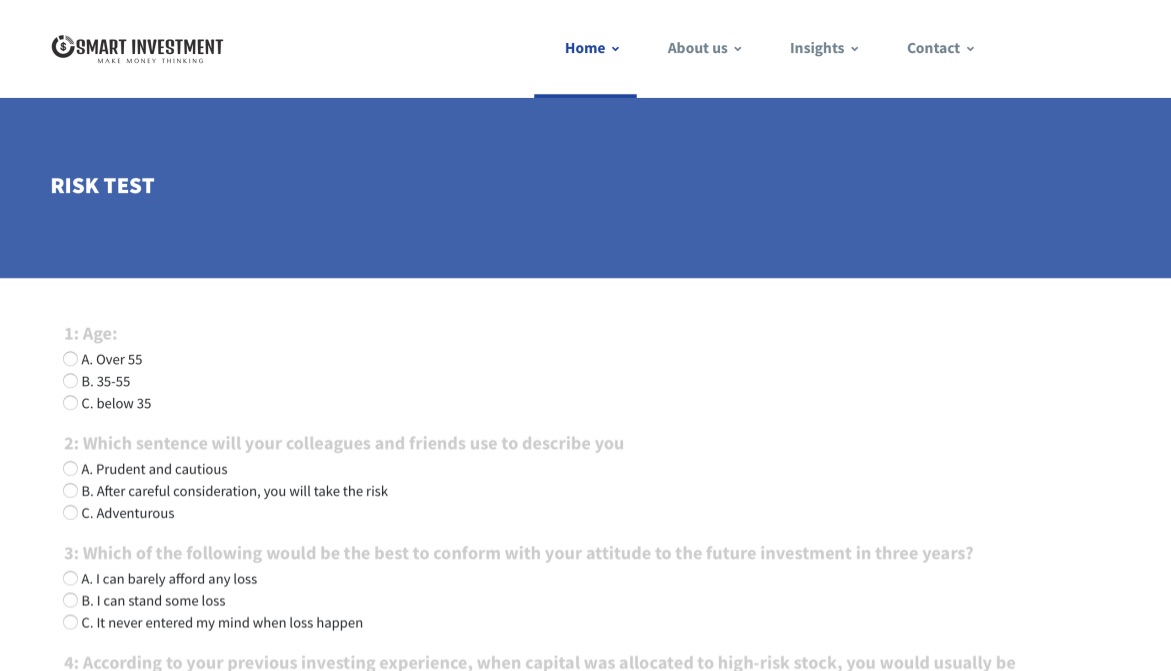 SMART INVESTMENT
MAKE MONEY THINKING
Home
About us
Insights
Contact
RISK TEST
1: Age:
A. Over 55
B. 35-55
C. below 35
2: Which sentence will your colleagues and friends use to describe you
A. Prudent and cautious
B. After careful consideration, you will take the risk
C. Adventurous
3: Which of the following would be the best to conform with your attitude to the future investment in three years?
A. I can barely afford any loss
B. I can stand some loss
C. It never entered my mind when loss happen
4: According to your previous investing experience, when capital was allocated to high-risk stock, you would usually be